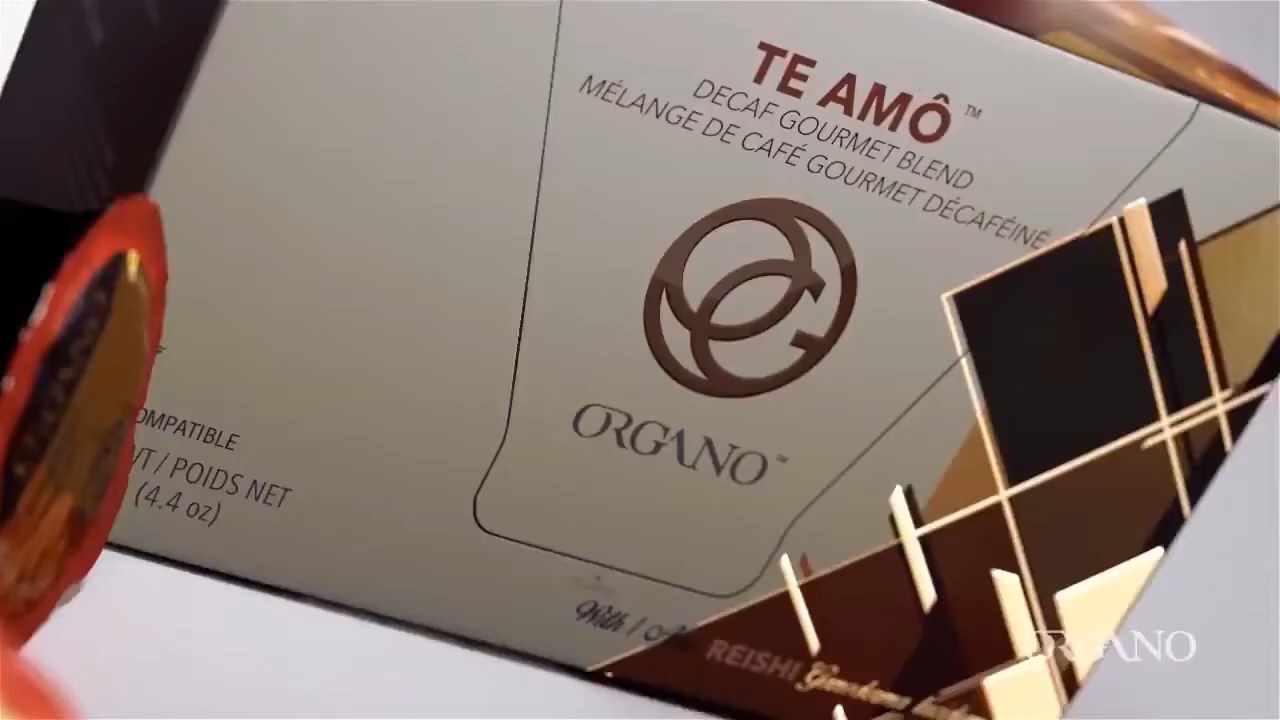 TE AMÔ™
DECAF GOURMET BLEND
MÉLANGE DE CAFÉ GOURMET DÉCAFÉINÉ
ORGANO™
OMPATIBLE
/ POIDS NET
(4.4 oz)
With /
REISHI
ORGANO